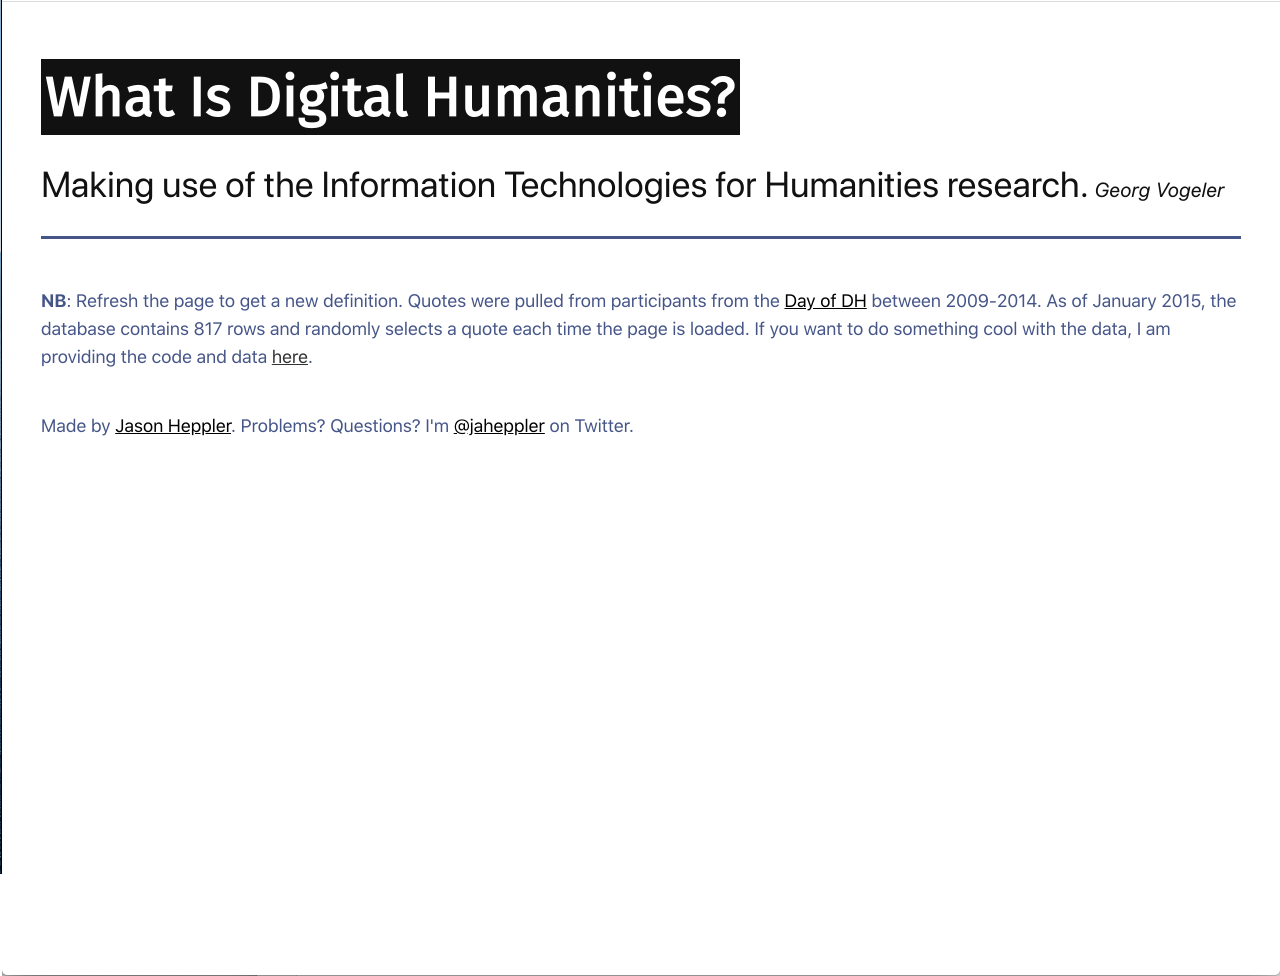 What Is Digital Humanities?
Making use of the Information Technologies for Humanities research. Georg Vogeler
NB: Refresh the page to get a new definition. Quotes were pulled from participants from the Day of DH between 2009-2014. As of January 2015, the
database contains 817 rows and randomly selects a quote each time the page is loaded. If you want to do something cool with the data, I am
providing the code and data here.
Made by Jason Heppler. Problems? Questions? I'm @jaheppler on Twitter.